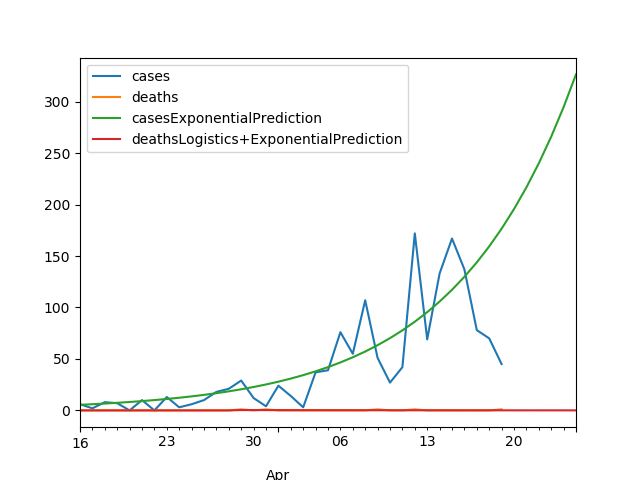 cases
deaths
casesExponentialPrediction
deathsLogistics+ExponentialPrediction
300
250
200
150
100
50
0
16 23 30 06 13 20
Apr